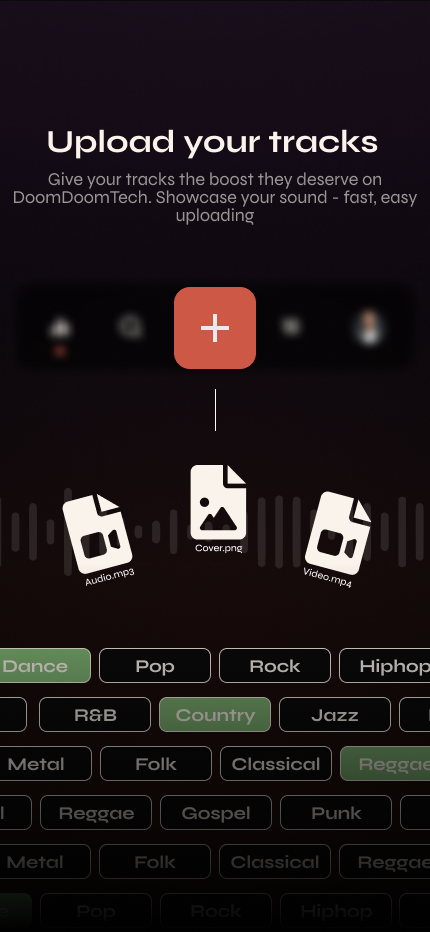 Upload your tracks
Give your tracks the boost they deserve on
DoomDoomTech. Showcase your sound - fast, easy
uploading
Cover.png
Audio.mp3
Video.mp4
Dance Pop Rock Hiphop
R&B Country Jazz
Metal Folk Classical Reggae
Reggae Gospel Punk
Metal Folk Classical Reggae
Pop Rock Hiphop